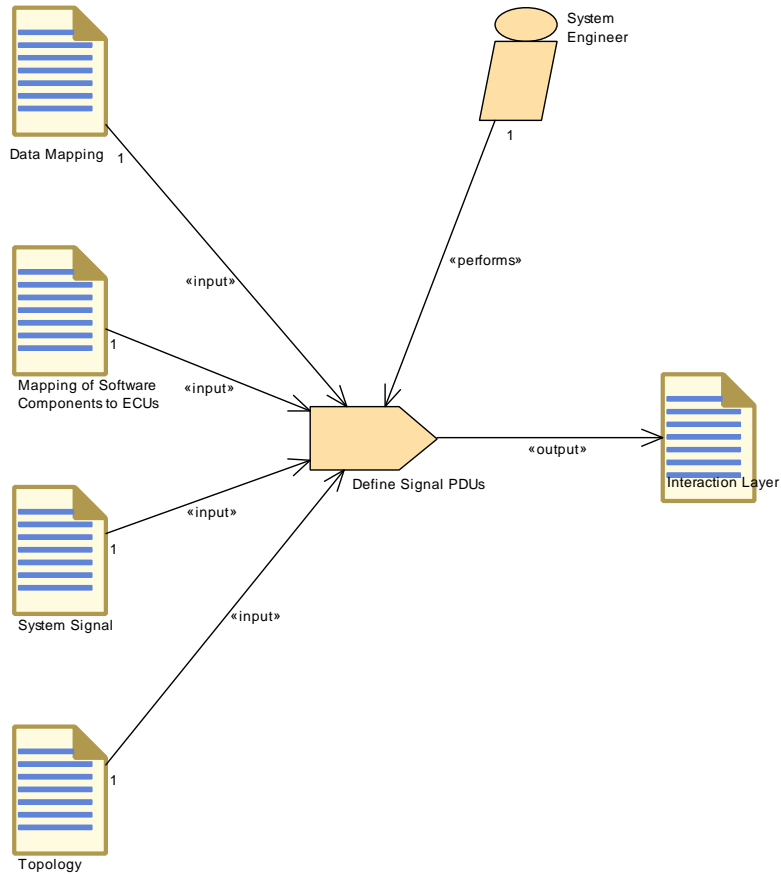 System
Engineer
Data Mapping
1
1
«performs»
«input»
1
Mapping of Software
Components to ECUs
«input»
«output»
Define Signal PDUs
Interaction Layer
«input»
1
System Signal
«input»
1
Topology